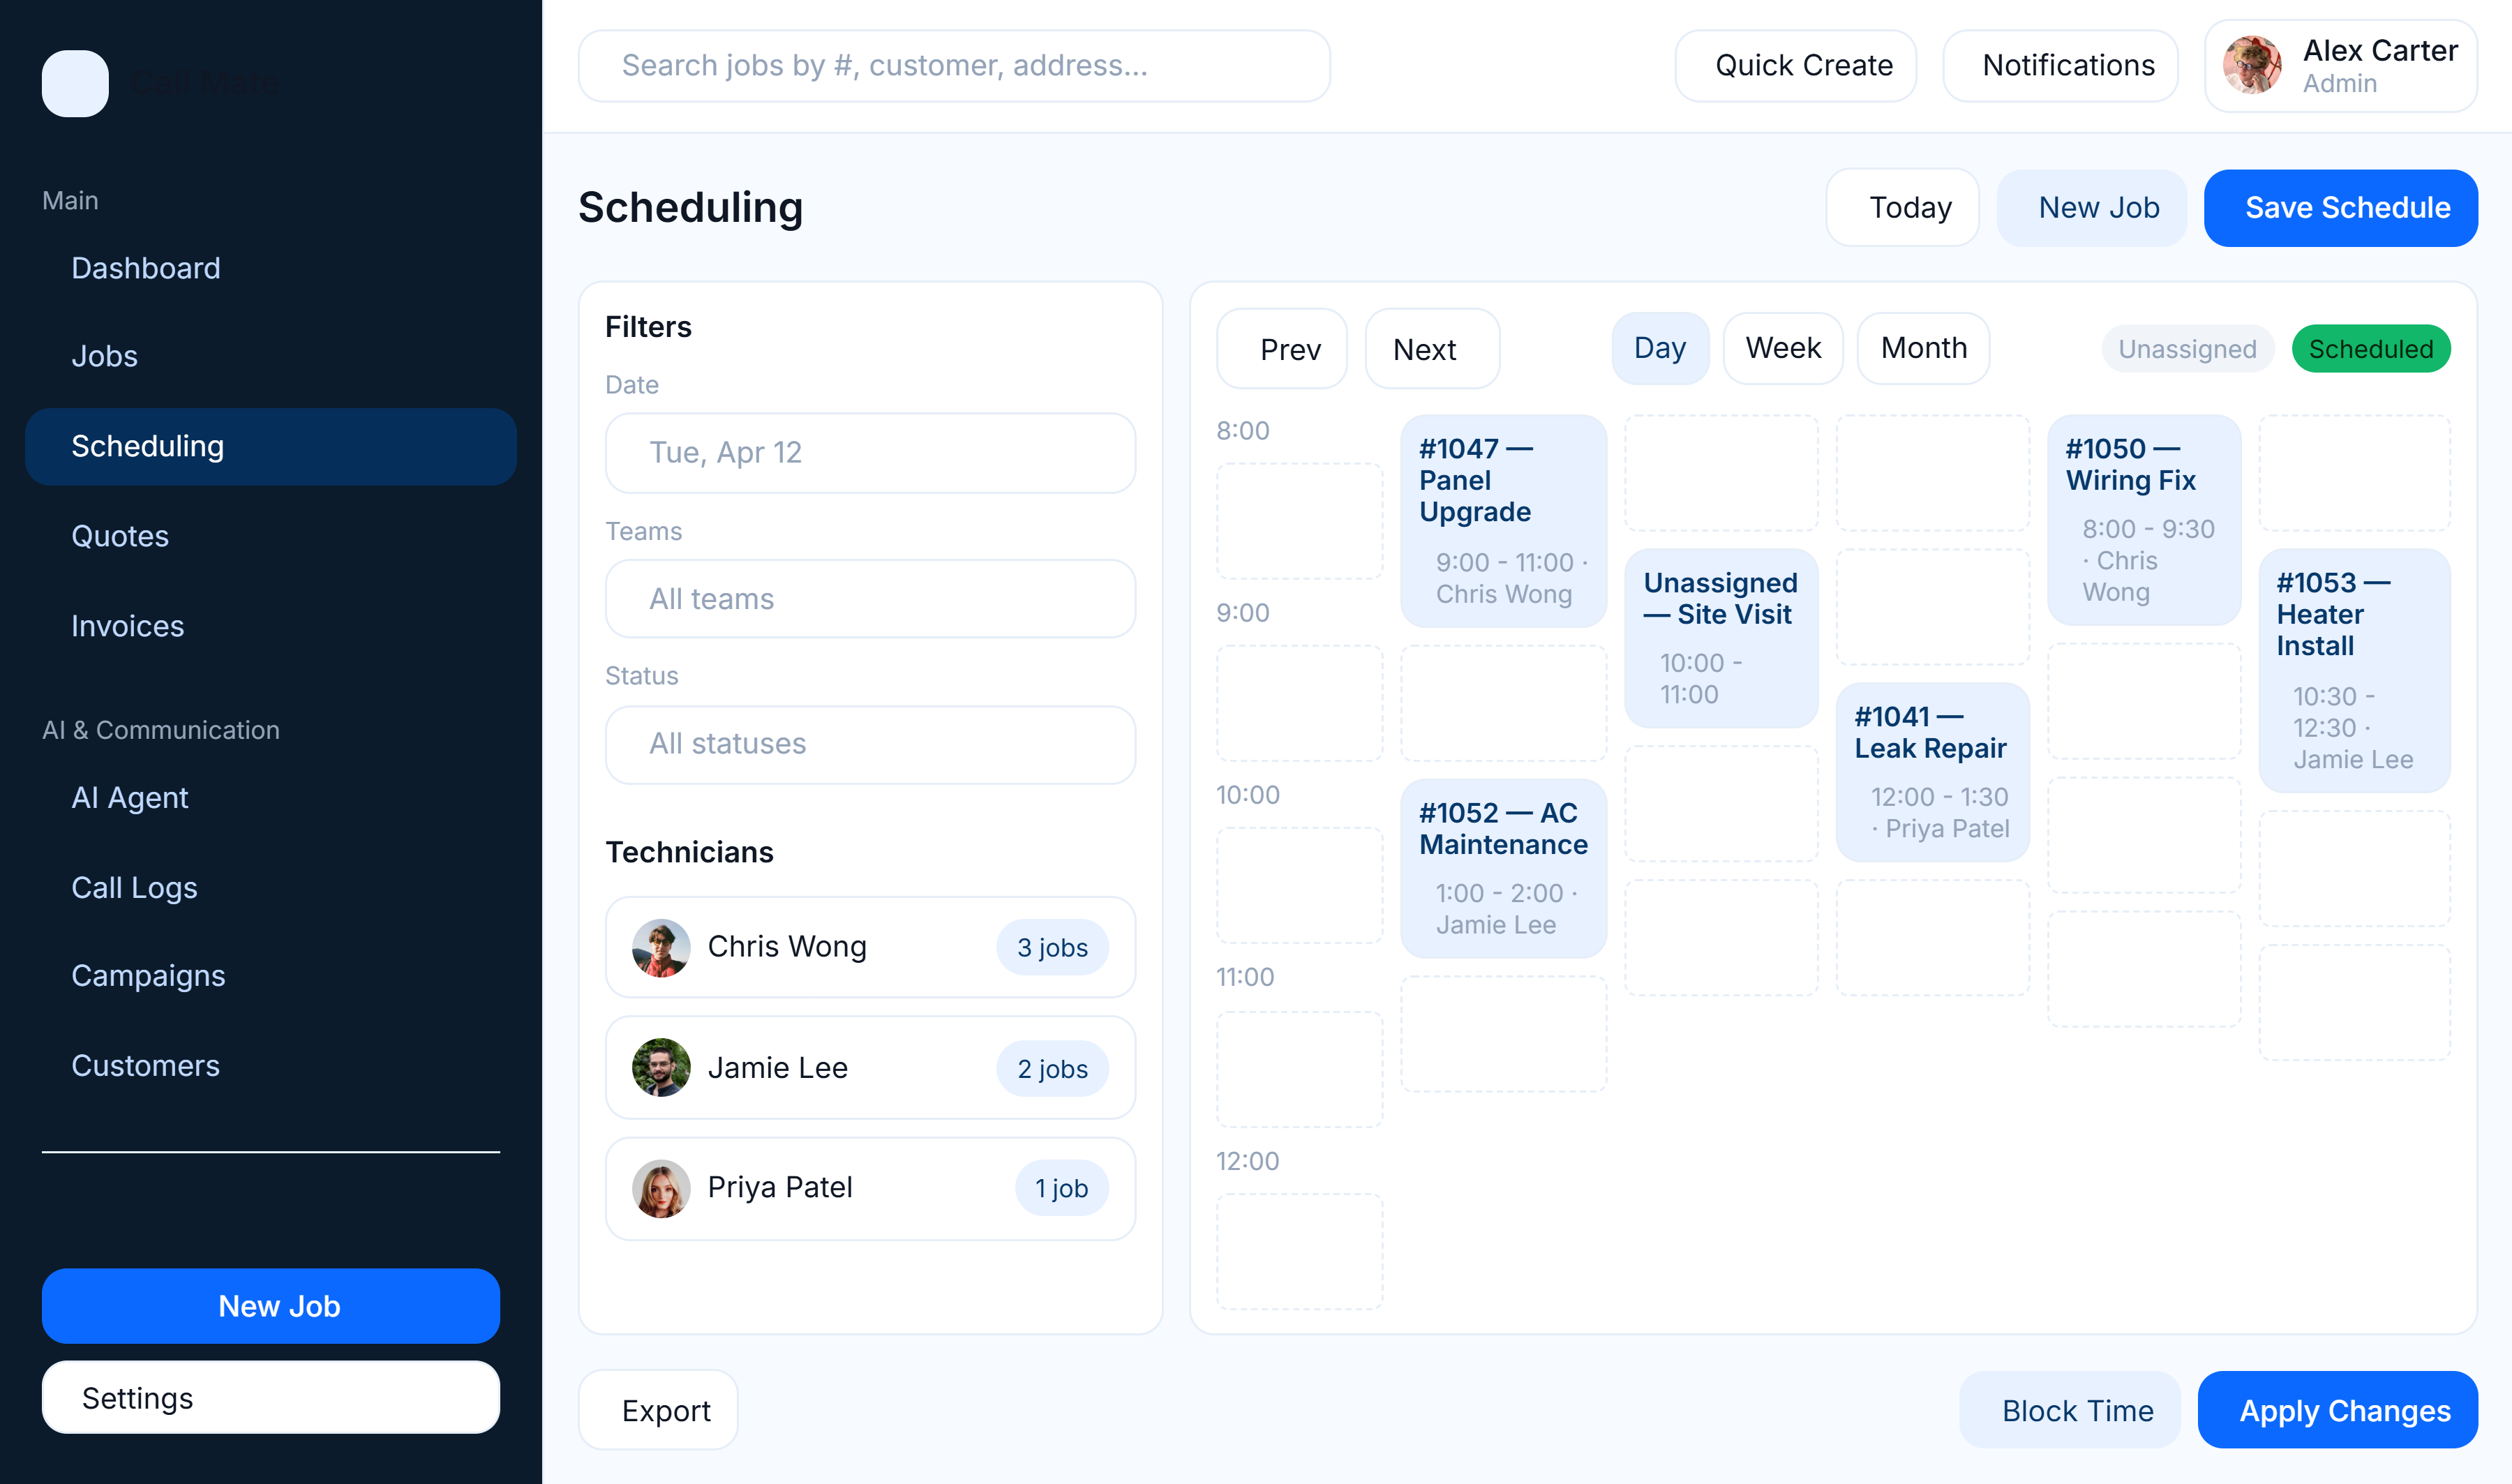 Call Mate
Main
Dashboard
Jobs
Scheduling
Quotes
Invoices
AI & Communication
AI Agent
Call Logs
Campaigns
Customers
New Job
Settings
Search jobs by #, customer, address...
Quick Create
Notifications
Alex Carter
Admin
Scheduling
Today
New Job
Save Schedule
Filters
Date
Tue, Apr 12
Teams
All teams
Status
All statuses
Technicians
Chris Wong
3 jobs
Jamie Lee
2 jobs
Priya Patel
1 job
Prev
Next
Day
Week
Month
Unassigned
Scheduled
8:00
9:00
10:00
11:00
12:00
#1047 —
Panel
Upgrade
9:00 - 11:00 ·
Chris Wong
#1052 — AC
Maintenance
1:00 - 2:00 ·
Jamie Lee
Unassigned
— Site Visit
10:00 -
11:00
#1041 —
Leak Repair
12:00 - 1:30
· Priya Patel
#1050 —
Wiring Fix
8:00 - 9:30
· Chris
Wong
#1053 —
Heater
Install
10:30 -
12:30 ·
Jamie Lee
Export
Block Time
Apply Changes